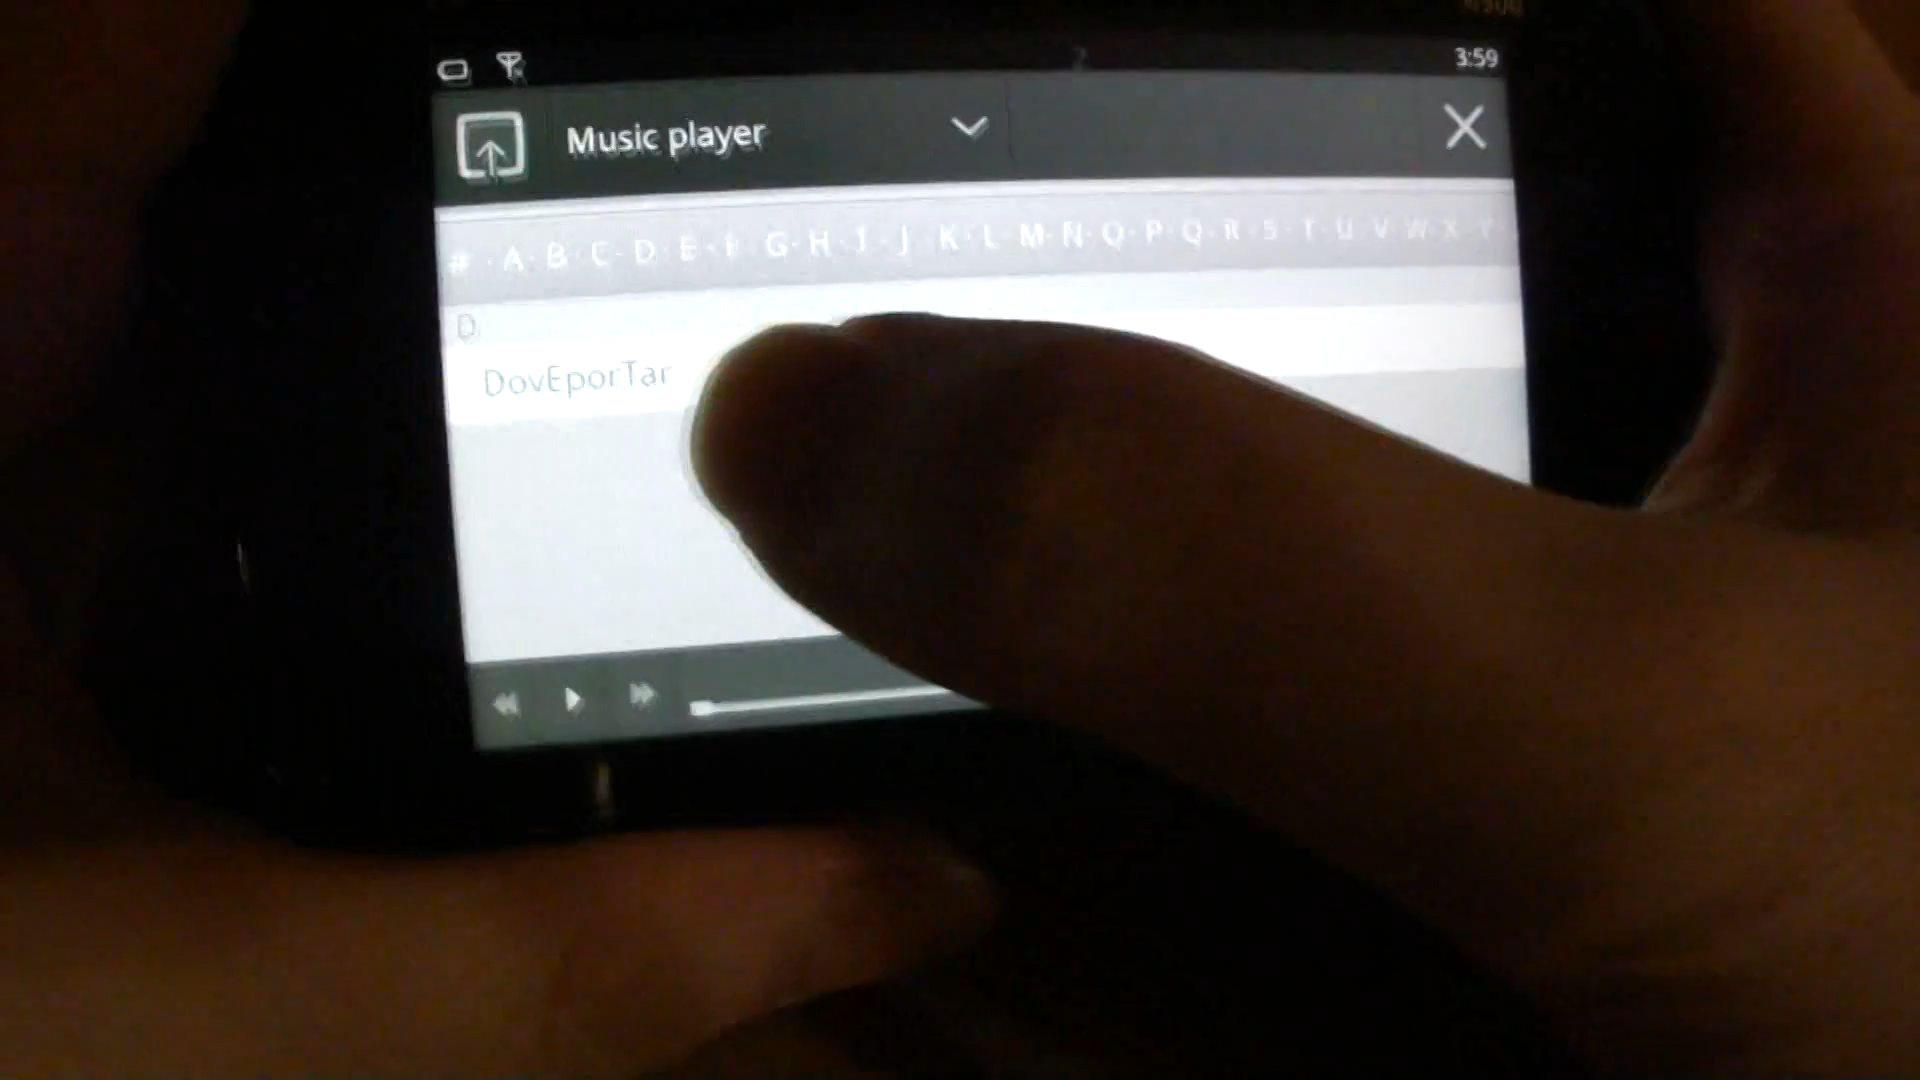 3:59
Music player
# · A · B · C · D · E · F · G · H · I · J · K · L · M · N · O · P · Q · R · S · T · U · V · W · X · Y ·
D
DovEporTar